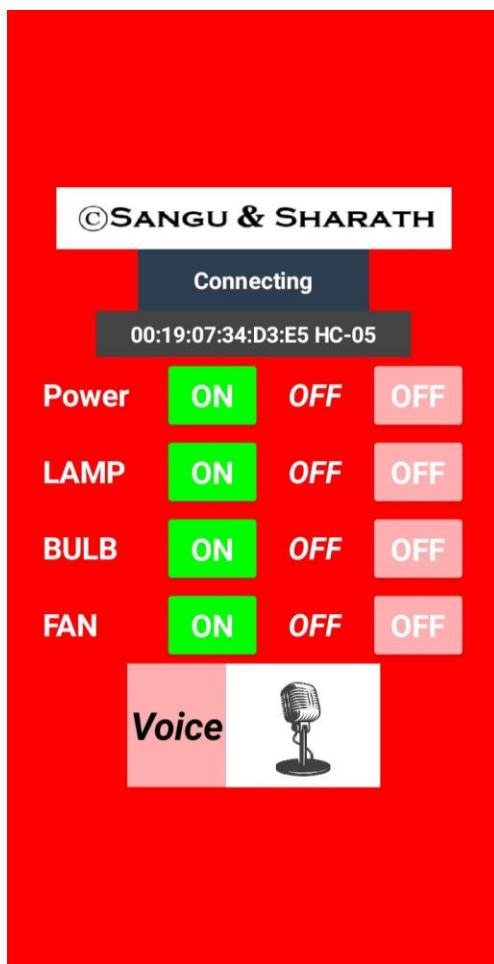 ©SANGU & SHARATH
Connecting
00:19:07:34:D3:E5 HC-05
Power ON OFF OFF
LAMP ON OFF OFF
BULB ON OFF OFF
FAN ON OFF OFF
Voice